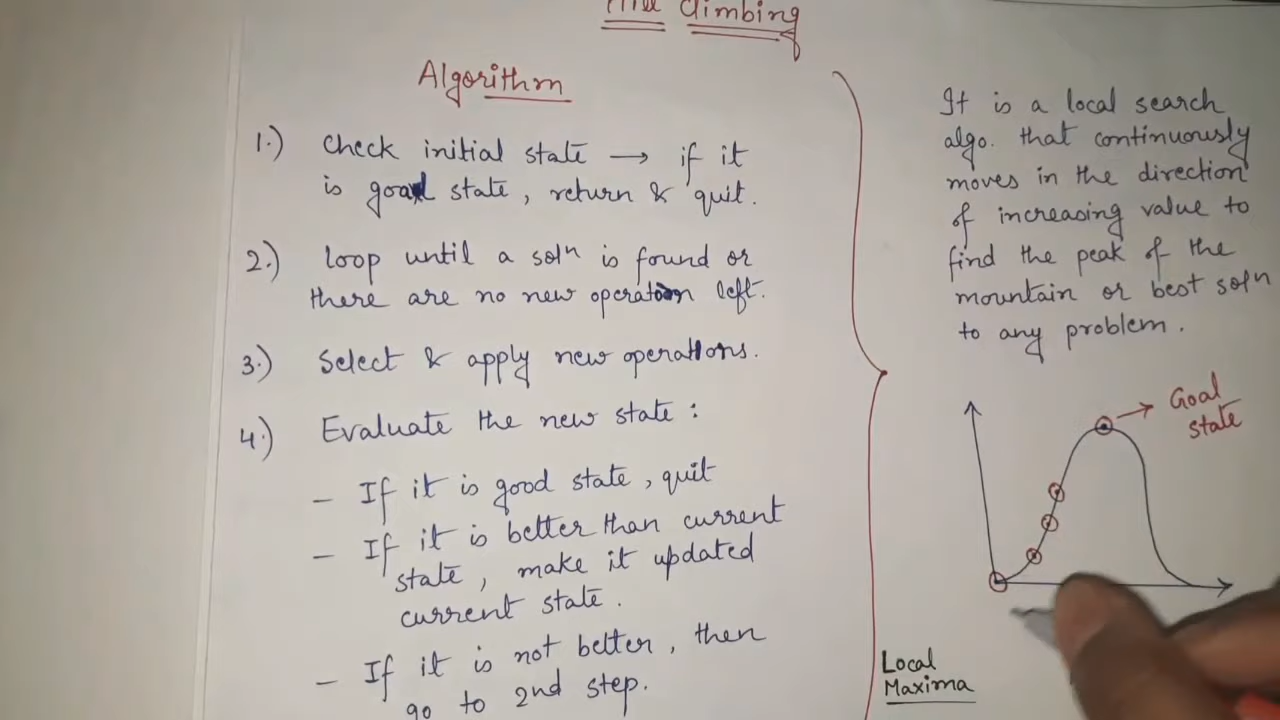 Hill Climbing
Algorithm
1.) Check initial state → if it
is goal state, return & quit.
2.) loop until a solⁿ is found or
there are no new operation left.
3.) Select & apply new operations.
4.) Evaluate the new state :
- If it is good state, quit
- If it is better than current
state, make it updated
current state.
- If it is not better, then
go to 2nd step.
It is a local search
algo. that continuously
moves in the direction
of increasing value to
find the peak of the
mountain or best solⁿ
to any problem.
→ Goal
state
Local
Maxima